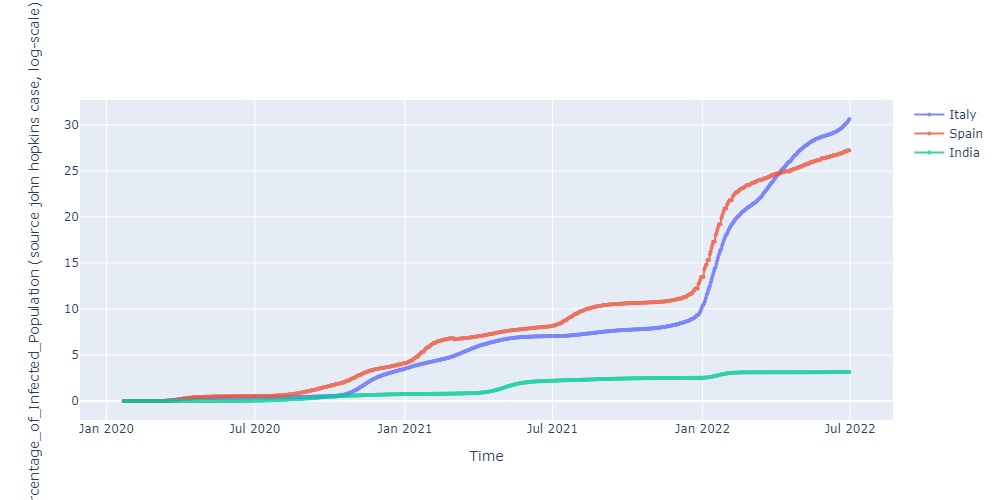 rcentage_of_Infected_Population ( source john hopkins case, log-scale)
30
25
20
15
10
5
0
Jan 2020
Jul 2020
Jan 2021
Jul 2021
Jan 2022
Jul 2022
Time
Italy
Spain
India